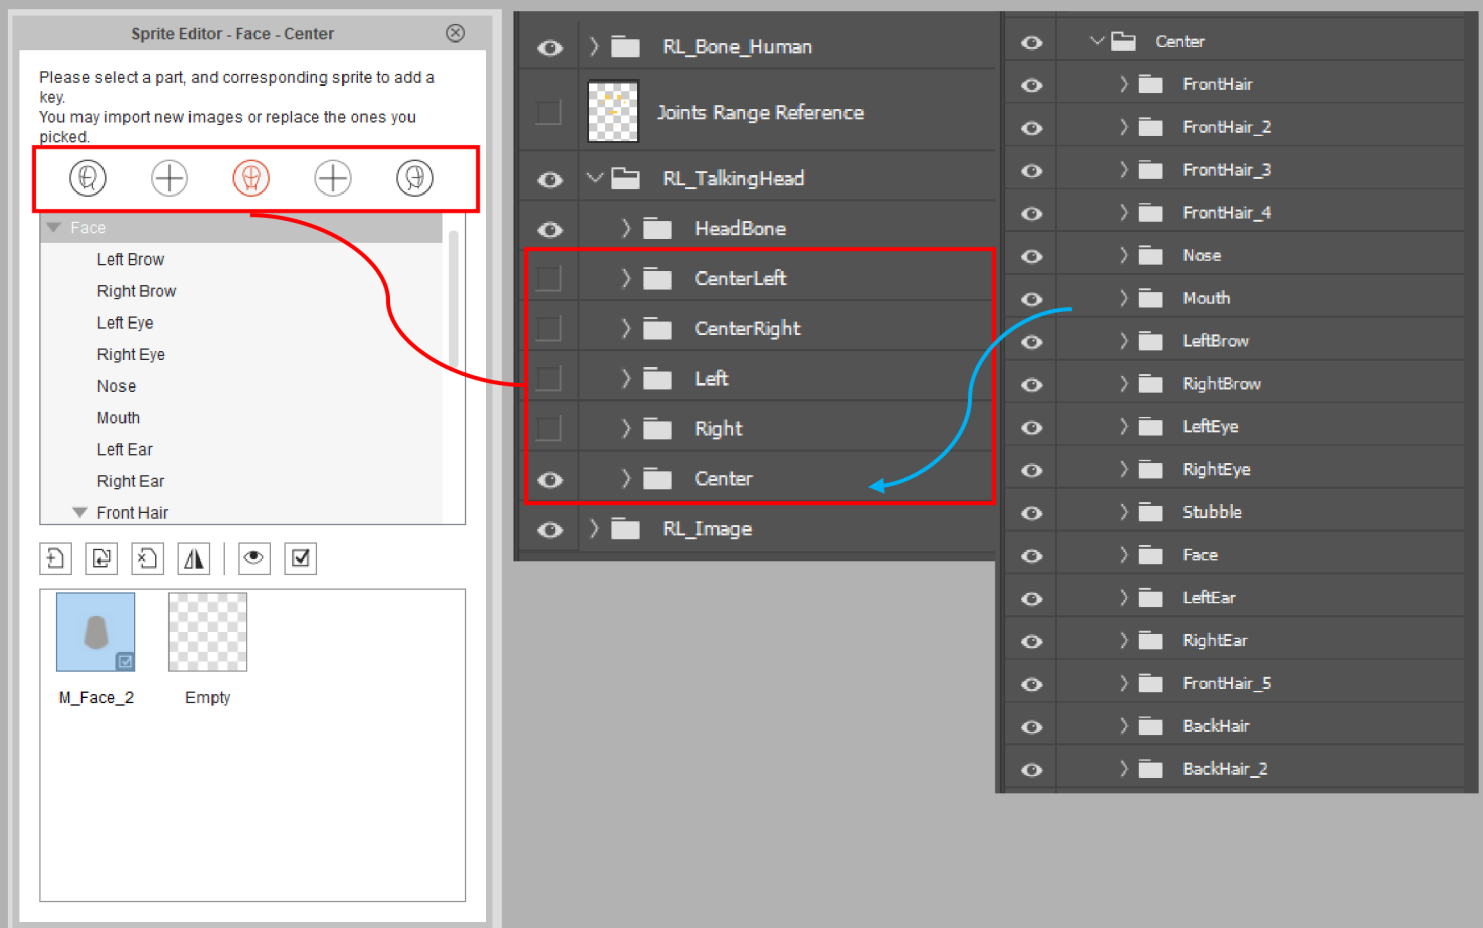 Sprite Editor - Face - Center
Please select a part, and corresponding sprite to add a
key.
You may import new images or replace the ones you
picked.
Face
Left Brow
Right Brow
Left Eye
Right Eye
Nose
Mouth
Left Ear
Right Ear
Front Hair
M_Face_2
Empty
RL_Bone_Human
Joints Range Reference
RL_TalkingHead
HeadBone
CenterLeft
CenterRight
Left
Right
Center
RL_Image
Center
FrontHair
FrontHair_2
FrontHair_3
FrontHair_4
Nose
Mouth
LeftBrow
RightBrow
LeftEye
RightEye
Stubble
Face
LeftEar
RightEar
FrontHair_5
BackHair
BackHair_2